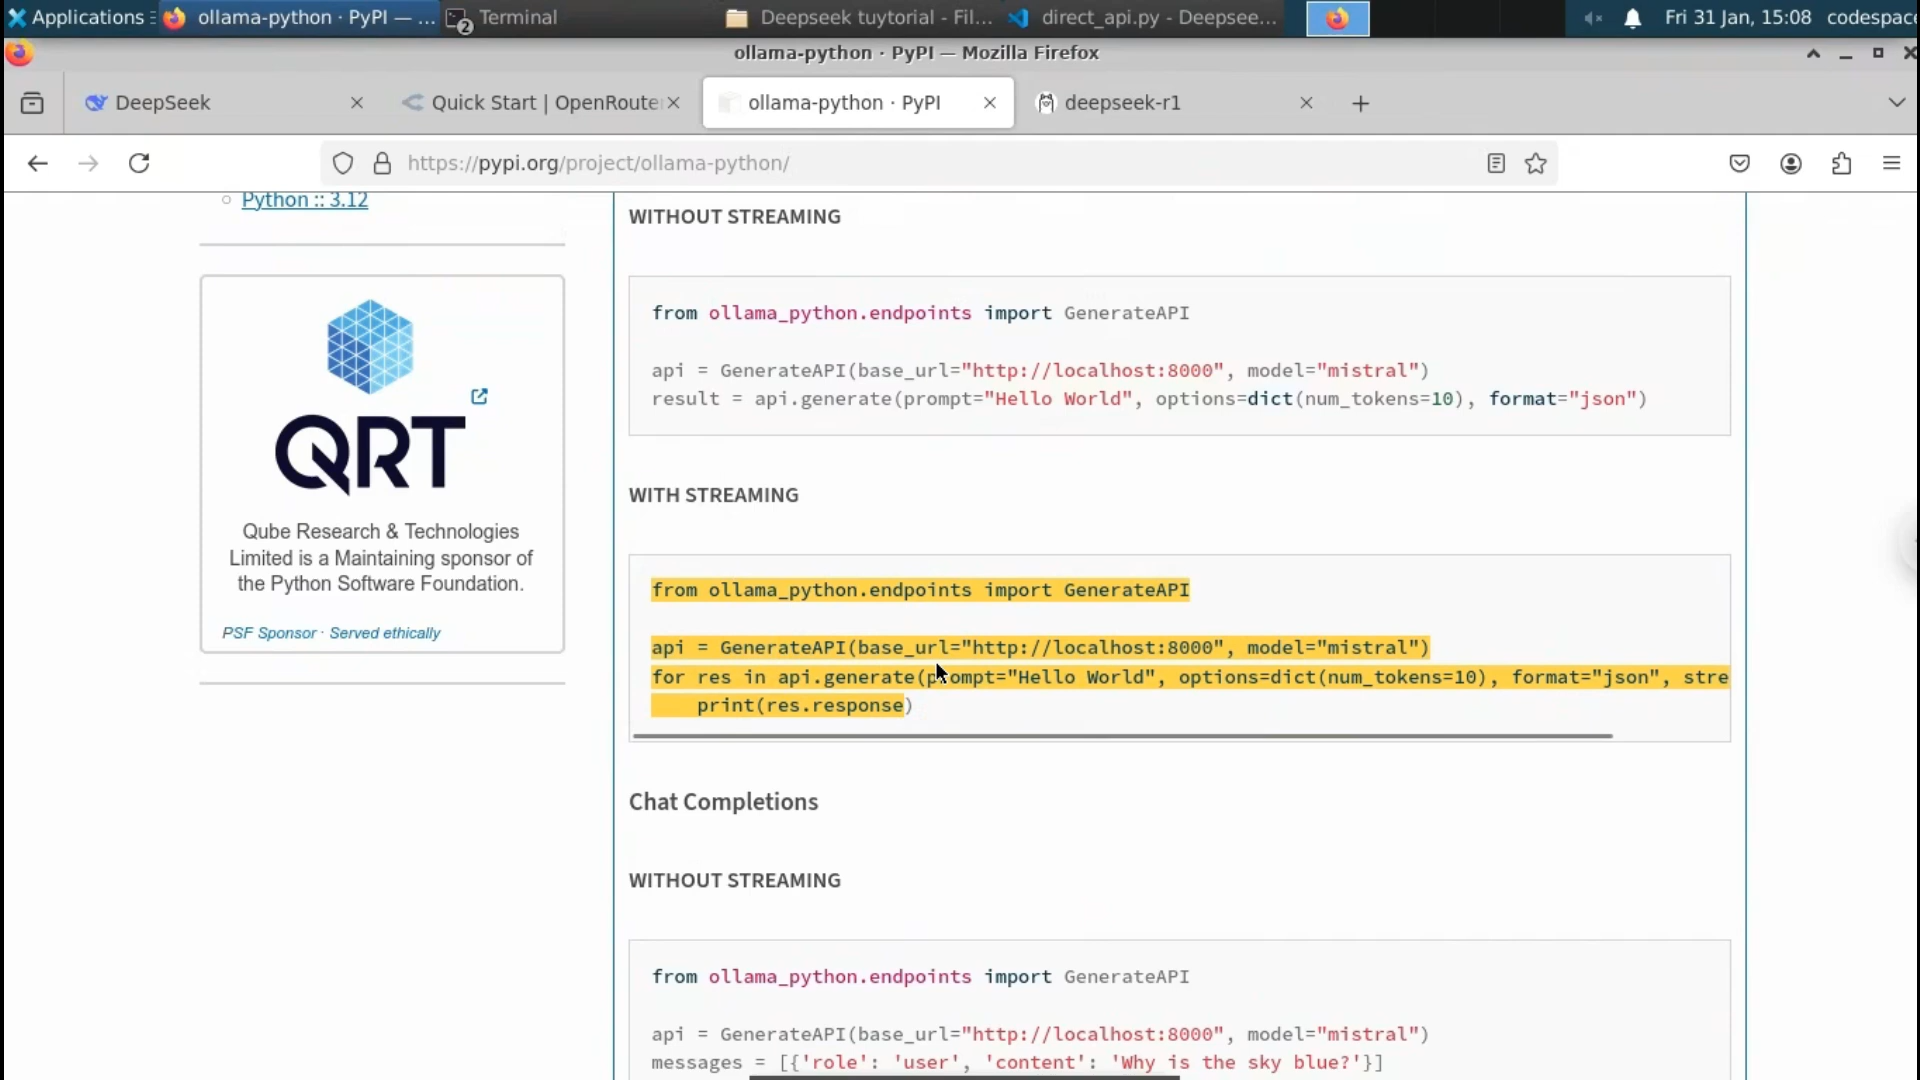 Applications
ollama-python · PyPI — ...
2
Terminal
Deepseek tuytorial - Fil...
direct_api.py - Deepsee...
Fri 31 Jan, 15:08
codespac
ollama-python · PyPI — Mozilla Firefox
DeepSeek
Quick Start | OpenRoute
ollama-python · PyPI
deepseek-r1
https://pypi.org/project/ollama-python/
Python :: 3.12
QRT
Qube Research & Technologies
Limited is a Maintaining sponsor of
the Python Software Foundation.
PSF Sponsor · Served ethically
WITHOUT STREAMING
from ollama_python.endpoints import GenerateAPI
api = GenerateAPI(base_url="http://localhost:8000", model="mistral")
result = api.generate(prompt="Hello World", options=dict(num_tokens=10), format="json")
WITH STREAMING
from ollama_python.endpoints import GenerateAPI
api = GenerateAPI(base_url="http://localhost:8000", model="mistral")
for res in api.generate(prompt="Hello World", options=dict(num_tokens=10), format="json", stre
print(res.response)
Chat Completions
WITHOUT STREAMING
from ollama_python.endpoints import GenerateAPI
api = GenerateAPI(base_url="http://localhost:8000", model="mistral")
messages = [{'role': 'user', 'content': 'Why is the sky blue?'}]